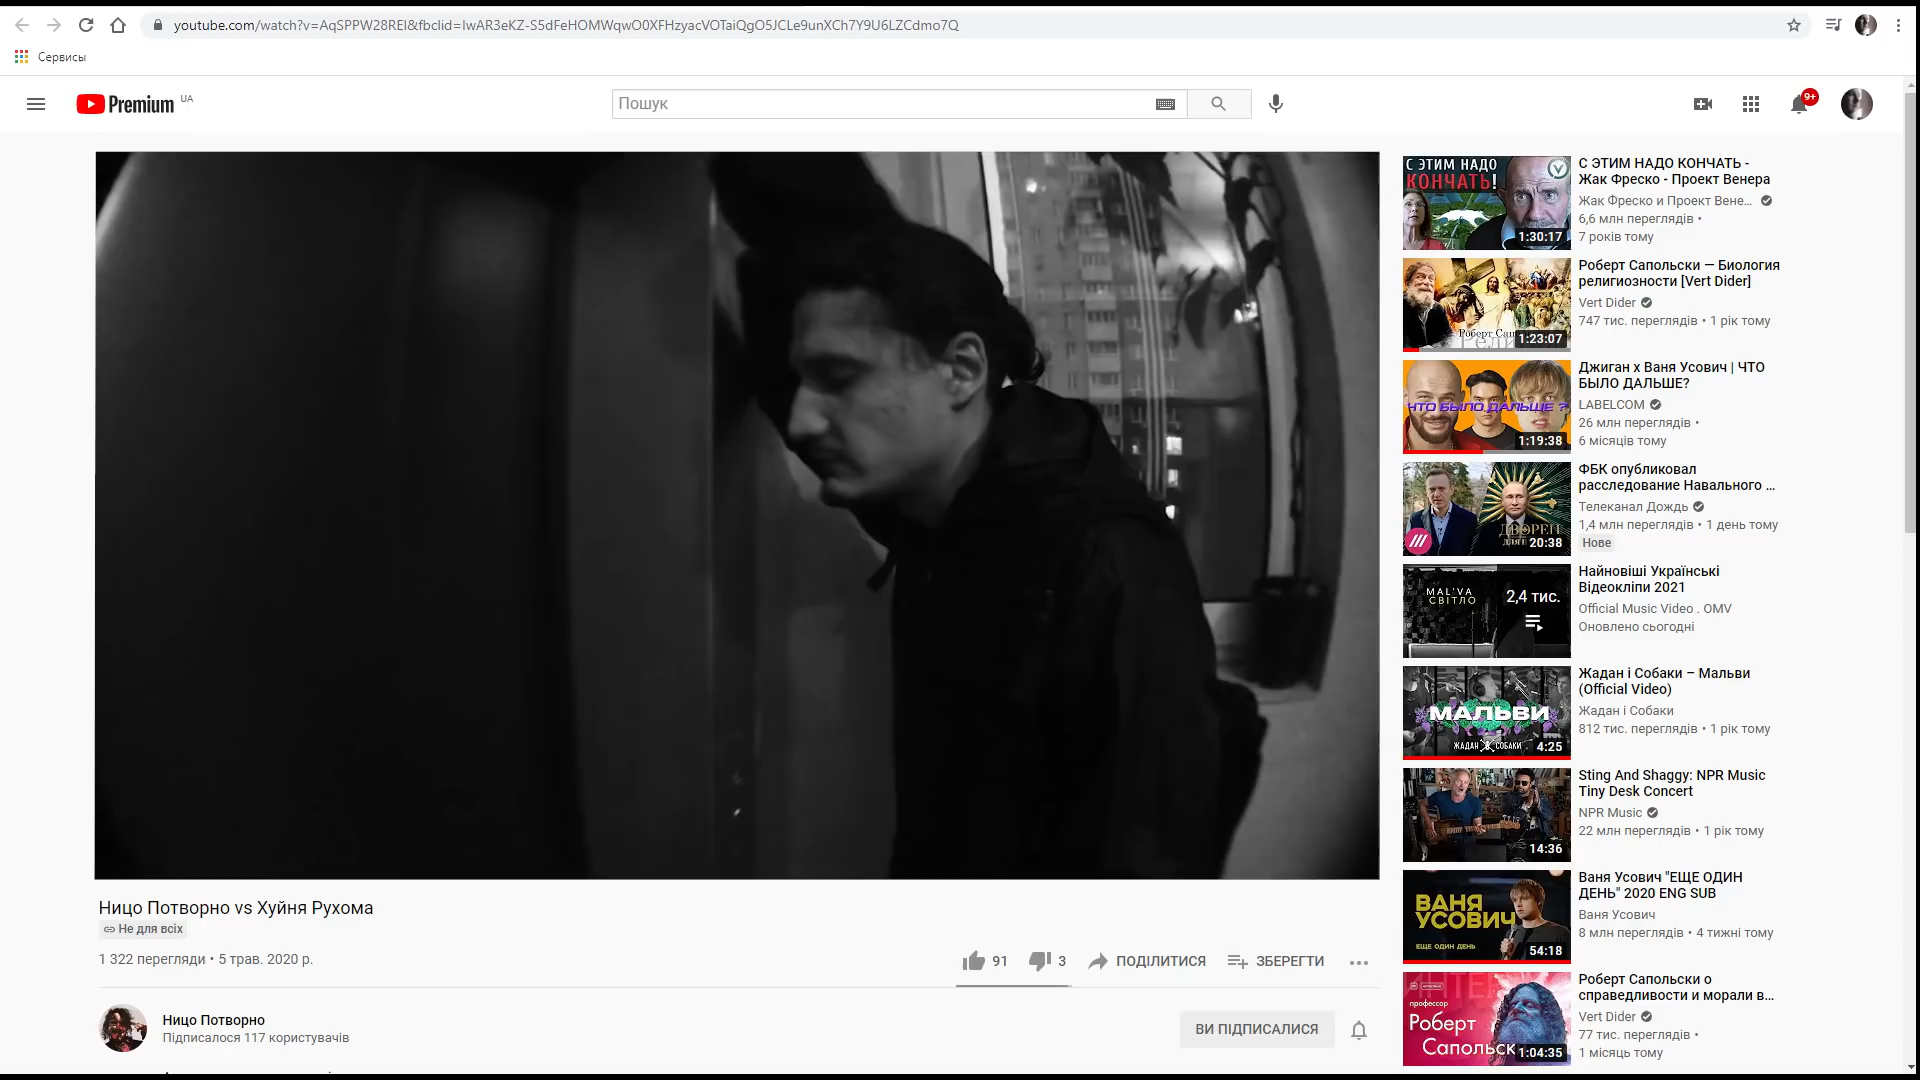 youtube.com/watch?v=AqSPPW28REI&fbclid=IwAR3eKZ-S5dFeHOMWqwO0XFHzyacVOTaiQgO5JCLe9unXCh7Y9U6LZCdmo7Q
Сервисы
Premium UA
Пошук
9+
Ницо Потворно vs Хуйня Рухома
Не для всіх
1 322 перегляди • 5 трав. 2020 р.
91
3
ПОДІЛИТИСЯ
ЗБЕРЕГТИ
Ницо Потворно
Підписалося 117 користувачів
ВИ ПІДПИСАЛИСЯ
С ЭТИМ НАДО
КОНЧАТЬ!
1:30:17
С ЭТИМ НАДО КОНЧАТЬ -
Жак Фреско - Проект Венера
Жак Фреско и Проект Вене...
6,6 млн переглядів •
7 років тому
1:23:07
Роберт Сапольски — Биология
религиозности [Vert Dider]
Vert Dider
747 тис. переглядів • 1 рік тому
ЧТО БЫЛО ДАЛЬШЕ ?
1:19:38
Джиган х Ваня Усович | ЧТО
БЫЛО ДАЛЬШЕ?
LABELCOM
26 млн переглядів •
6 місяців тому
ДВОРЕЦ
20:38
ФБК опубликовал
расследование Навального ...
Телеканал Дождь
1,4 млн переглядів • 1 день тому
Нове
MAL'VA
СВІТЛО
2,4 тис.
Найновіші Українські
Відеокліпи 2021
Official Music Video . OMV
Оновлено сьогодні
МАЛЬВИ
ЖАДАН І СОБАКИ
4:25
Жадан і Собаки – Мальви
(Official Video)
Жадан і Собаки
812 тис. переглядів • 1 рік тому
14:36
Sting And Shaggy: NPR Music
Tiny Desk Concert
NPR Music
22 млн переглядів • 1 рік тому
ВАНЯ
УСОВИЧ
ЕЩЕ ОДИН ДЕНЬ
54:18
Ваня Усович "ЕЩЕ ОДИН
ДЕНЬ" 2020 ENG SUB
Ваня Усович
8 млн переглядів • 4 тижні тому
профессор
Роберт
Сапольск
1:04:35
Роберт Сапольски о
справедливости и морали в...
Vert Dider
77 тис. переглядів •
1 місяць тому